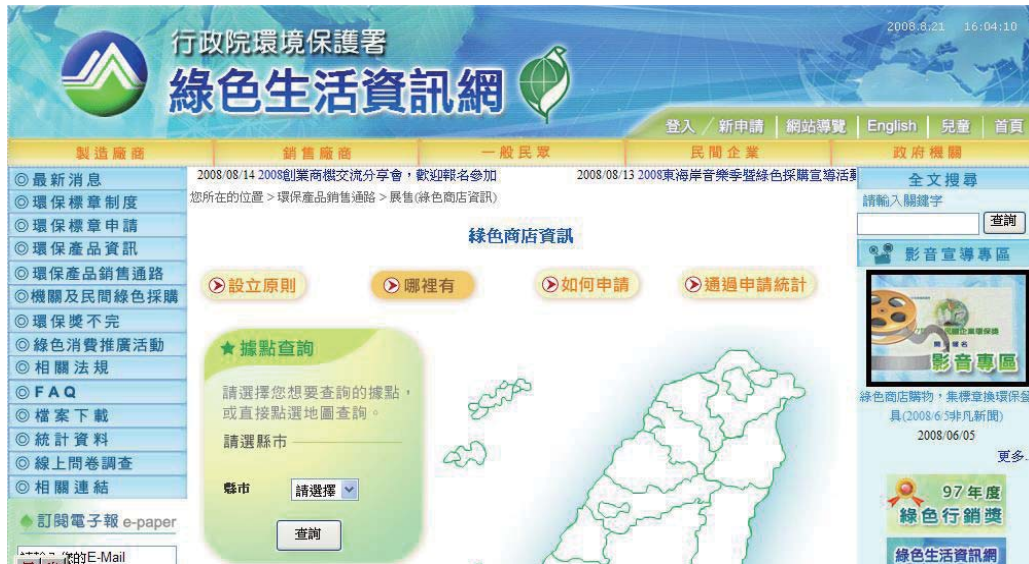 2008.8.21 16:04:10
行政院環境保護署
綠色生活資訊網
登入 / 新申請 | 網站導覽 | English | 兒童 | 首頁
製造廠商 銷售廠商 一般民眾 民間企業 政府機關
◎最新消息
◎環保標章制度
◎環保標章申請
◎環保產品資訊
◎環保產品銷售通路
◎機關及民間綠色採購
◎環保獎不完
◎綠色消費推廣活動
◎相關法規
◎FAQ
◎檔案下載
◎統計資料
◎線上問卷調查
◎相關連結
訂閱電子報 e-paper
您的E-Mail
2008/08/14 2008創業商機交流分享會，歡迎報名參加 2008/08/13 2008東海岸音樂季暨綠色採購宣導活動
您所在的位置 > 環保產品銷售通路 > 展售(綠色商店資訊)
綠色商店資訊
設立原則 哪裡有 如何申請 通過申請統計
★據點查詢
請選擇您想要查詢的據點，
或直接點選地圖查詢。
請選縣市
縣市 請選擇
查詢
全文搜尋
請輸入關鍵字
查詢
影音宣導專區
影音專區
綠色商店購物，集標章換環保餐
具(2008/6/5非凡新聞)
2008/06/05
更多
97年度
綠色行銷獎
綠色生活資訊網